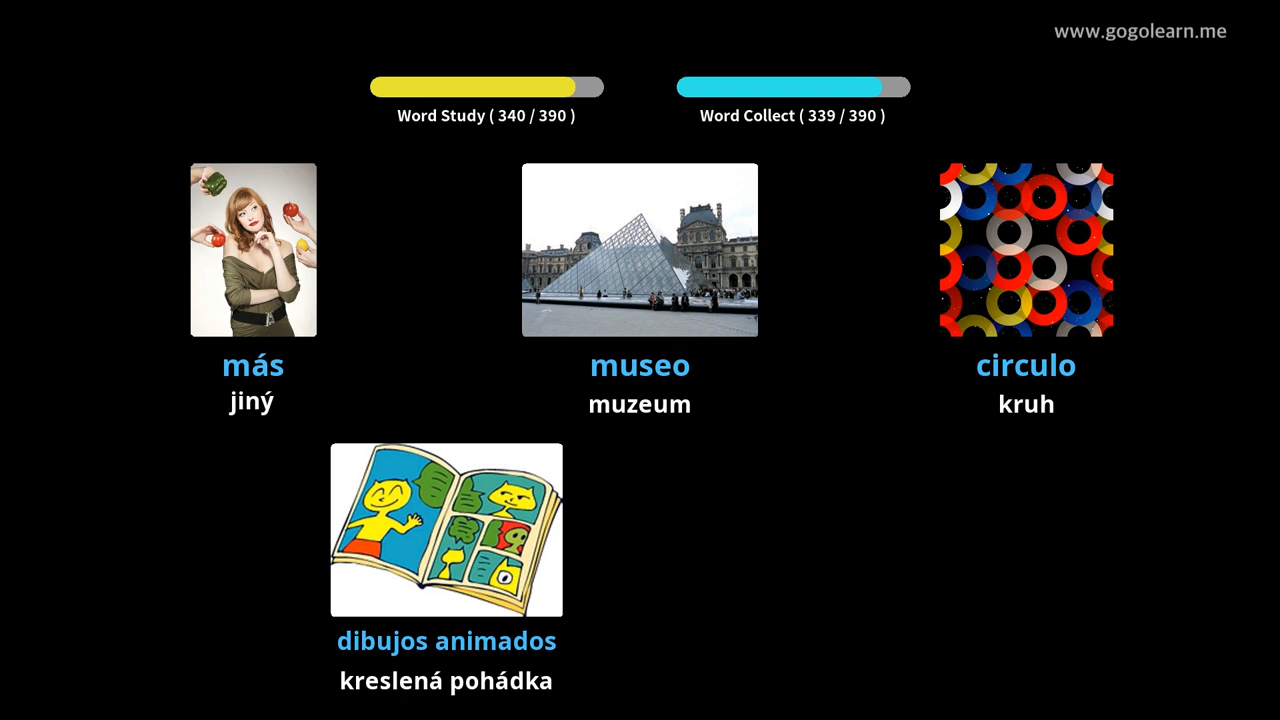 www.gogolearn.me
Word Study ( 340 / 390 )
Word Collect ( 339 / 390 )
más
museo
circulo
jiný
muzeum
kruh
dibujos animados
kreslená pohádka